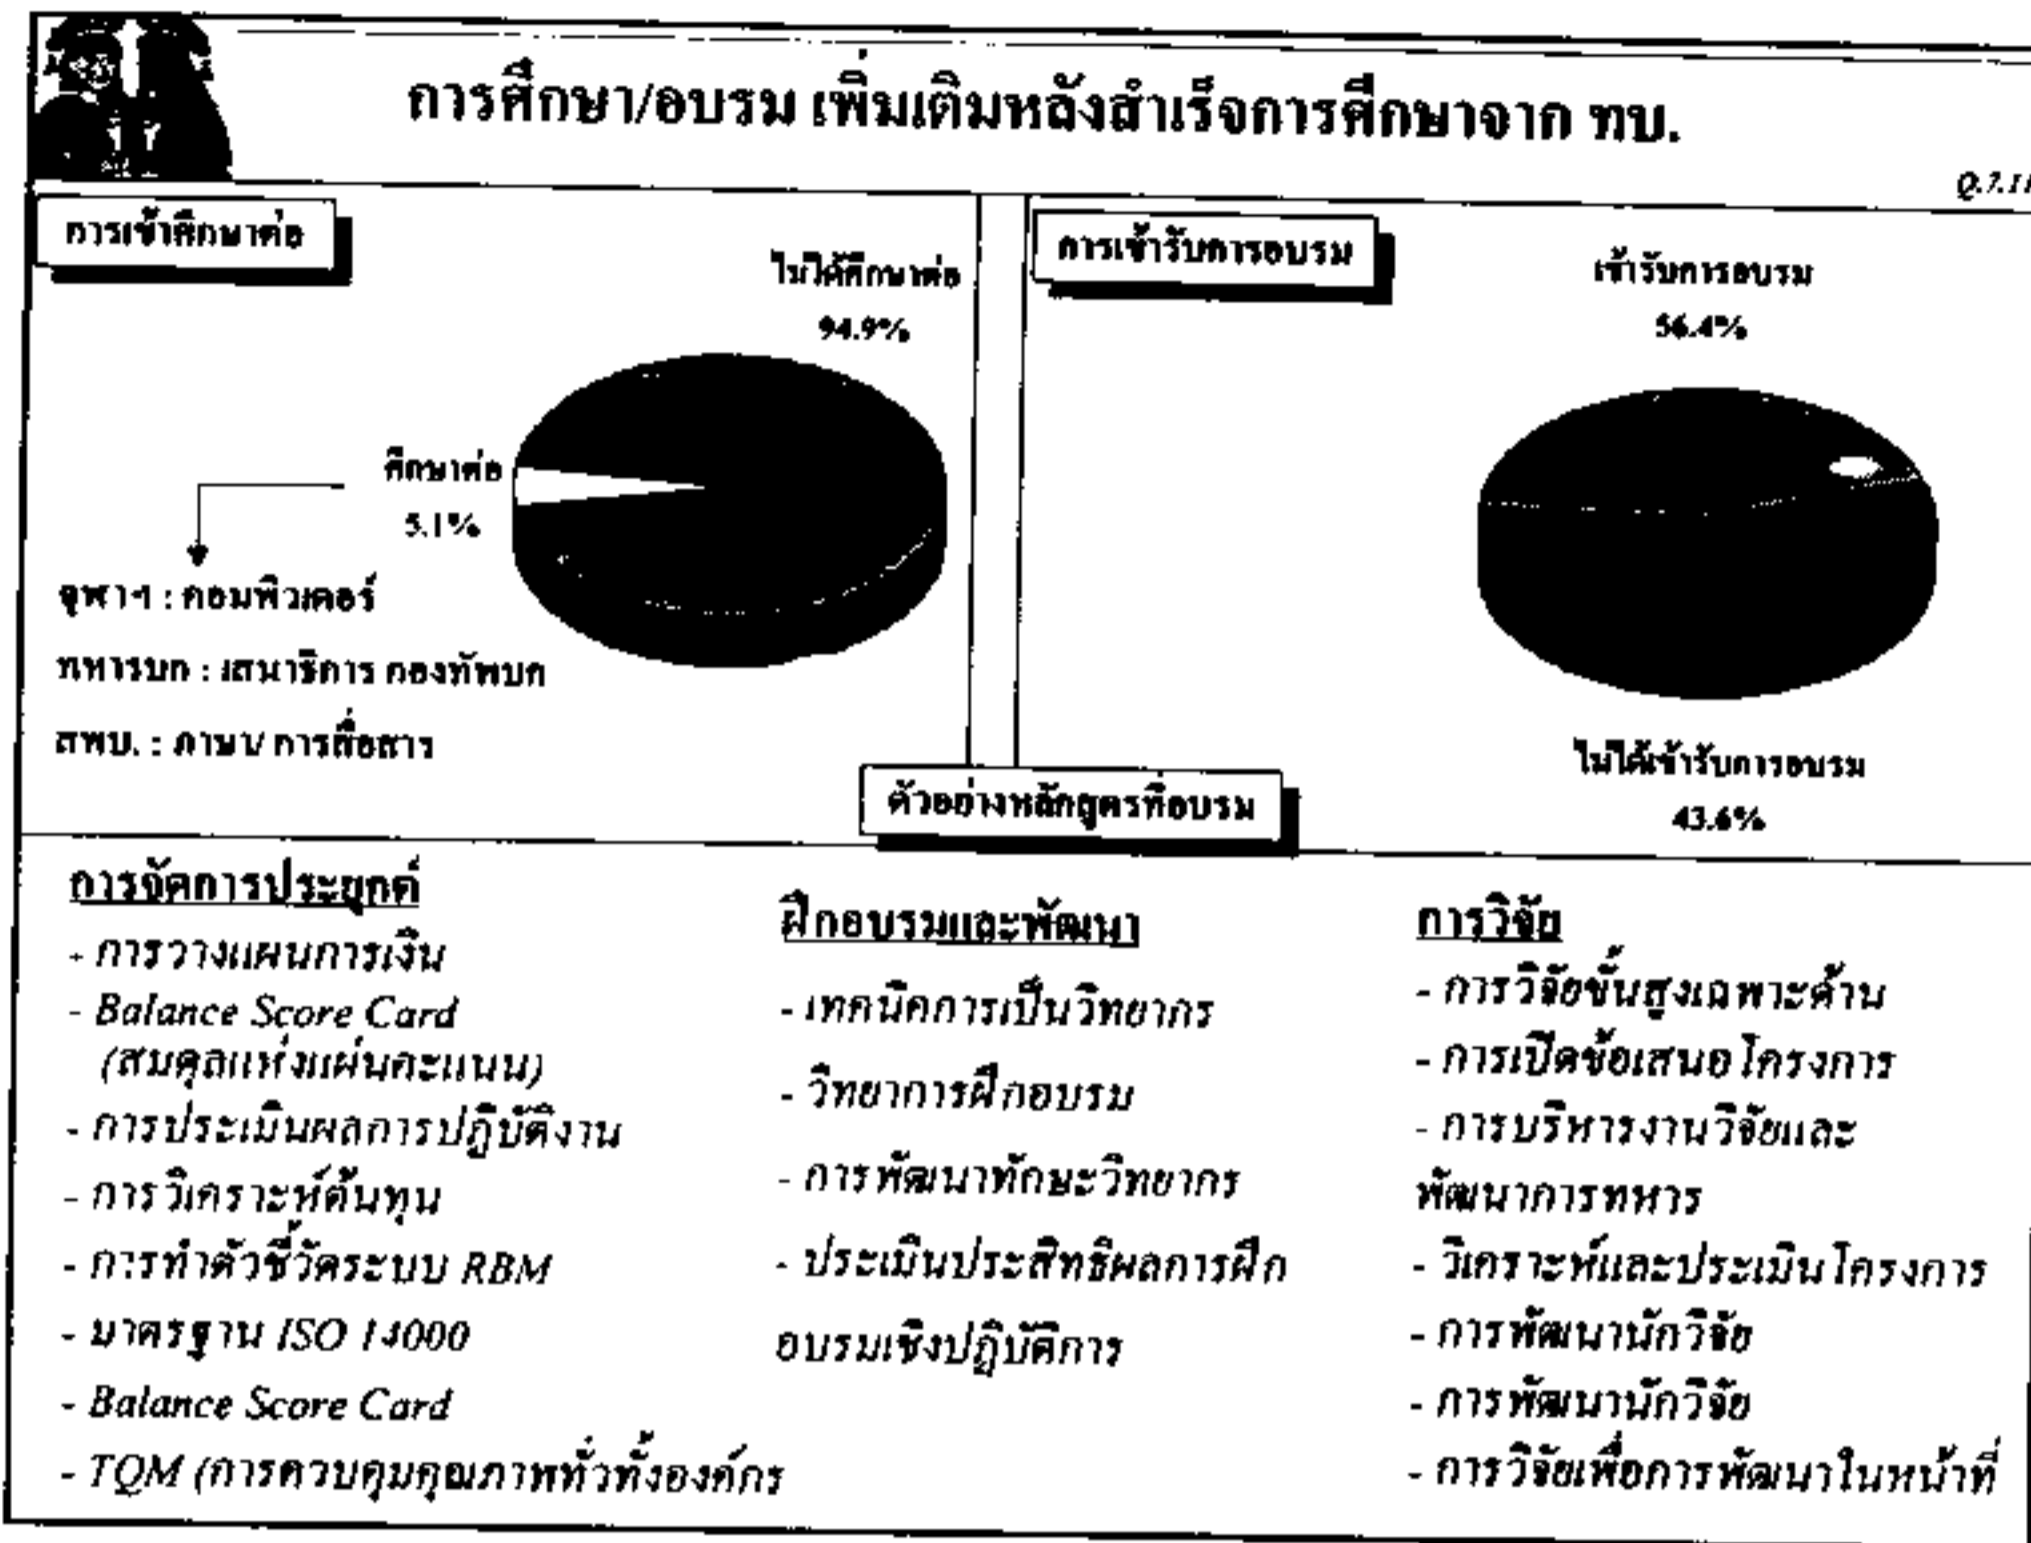 การศึกษา/อบรม เพิ่มเติมหลังสำเร็จการศึกษาจาก ทบ.
การเข้าศึกษาต่อ
ไม่ได้ศึกษาต่อ
94.9%
ศึกษาต่อ
5.1%
จุฬาฯ : คอมพิวเตอร์
ทหารบก : เสนาธิการ กองทัพบก
สพบ. : ภาษา/ การสื่อสาร
การเข้ารับการอบรม
เข้ารับการอบรม
56.4%
ไม่ได้เข้ารับการอบรม
43.6%
ตัวอย่างหลักสูตรที่อบรม
การจัดการประยุกต์
- การวางแผนการเงิน
- Balance Score Card
(สมดุลแห่งแผ่นคะแนน)
- การประเมินผลการปฏิบัติงาน
- การวิเคราะห์ต้นทุน
- การทำตัวชี้วัดระบบ RBM
- มาตรฐาน ISO 14000
- Balance Score Card
- TQM (การควบคุมคุณภาพทั่วทั้งองค์กร
ฝึกอบรมและพัฒนา
- เทคนิคการเป็นวิทยากร
- วิทยาการฝึกอบรม
- การพัฒนาทักษะวิทยากร
- ประเมินประสิทธิผลการฝึก
อบรมเชิงปฏิบัติการ
การวิจัย
- การวิจัยขั้นสูงเฉพาะด้าน
- การเปิดข้อเสนอโครงการ
- การบริหารงานวิจัยและ
พัฒนาการทหาร
- วิเคราะห์และประเมินโครงการ
- การพัฒนานักวิจัย
- การพัฒนานักวิจัย
- การวิจัยเพื่อการพัฒนาในหน้าที่